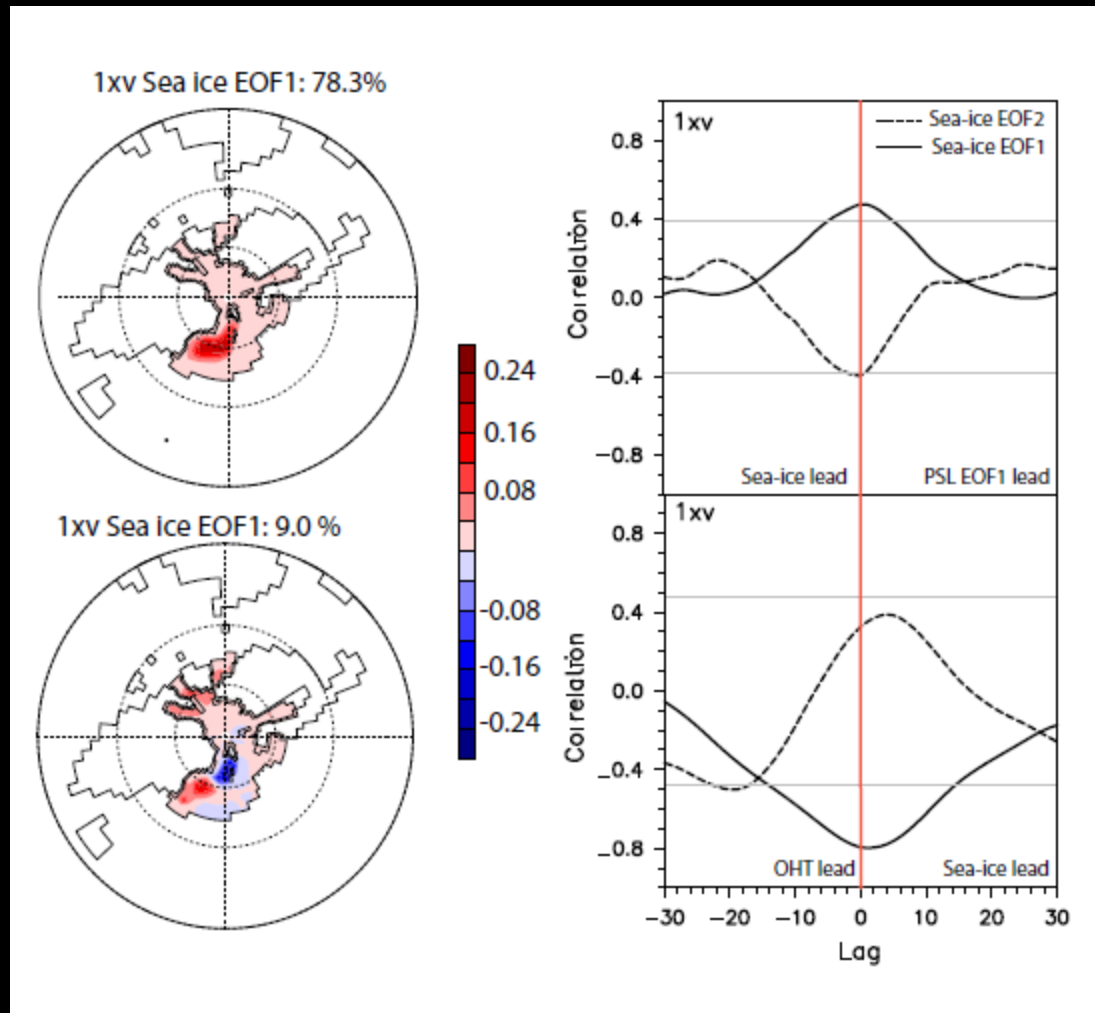 1xv Sea ice EOF1: 78.3%
1xv Sea ice EOF1: 9.0 %
0.24
0.16
0.08
-0.08
-0.16
-0.24
1xv
Sea-ice EOF2
Sea-ice EOF1
0.8
0.4
0.0
-0.4
-0.8
Correlation
Sea-ice lead
PSL EOF1 lead
1xv
0.8
0.4
0.0
-0.4
-0.8
Correlation
OHT lead
Sea-ice lead
-30
-20
-10
0
10
20
30
Lag